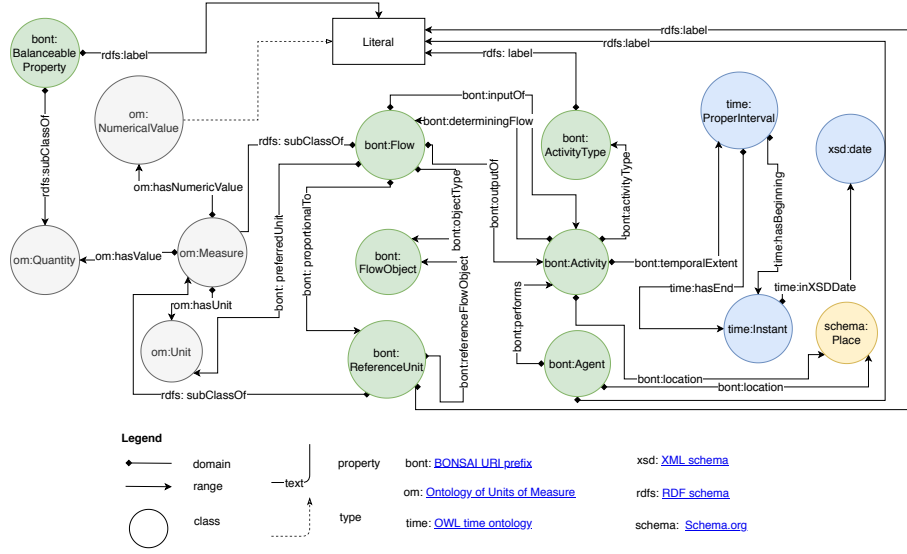 bont:
Balanceable
Property
rdfs:label
Literal
rdfs:label
rdfs:label
rdfs: label
om:
NumericalValue
bont:inputOf
bont:determiningFlow
time:
ProperInterval
xsd:date
rdfs: subClassOf
bont:Flow
bont:
ActivityType
rdfs:subClassOf
om:hasNumericValue
bont:objectType
bont:outputOf
bont:activityType
time:hasBeginning
bont: preferredUnit
bont: proportionalTo
om:Quantity
om:hasValue
om:Measure
bont:
FlowObject
bont:Activity
bont:temporalExtent
time:hasEnd
time:inXSDDate
om:hasUnit
bont:referenceFlowObject
bont:performs
time:Instant
schema:
Place
om:Unit
bont:
ReferenceUnit
bont:Agent
bont:location
bont:location
rdfs: subClassOf
Legend
domain
range
class
text
property
type
bont: BONSAI URI prefix
om: Ontology of Units of Measure
time: OWL time ontology
xsd: XML schema
rdfs: RDF schema
schema: Schema.org